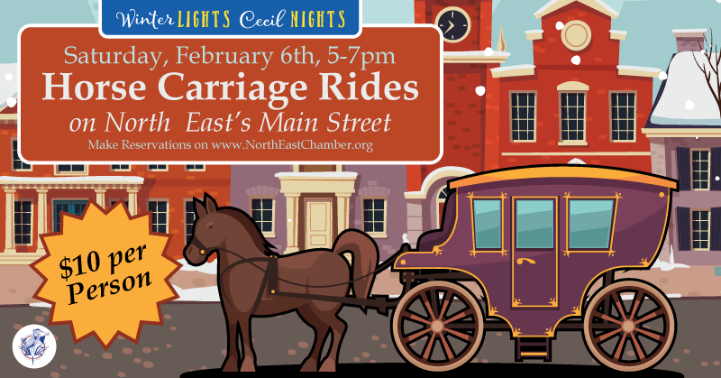 Winter LIGHTS Cecil NIGHTS
Saturday, February 6th, 5-7pm
Horse Carriage Rides
on North East's Main Street
Make Reservations on www.NorthEastChamber.org
$10 per
Person